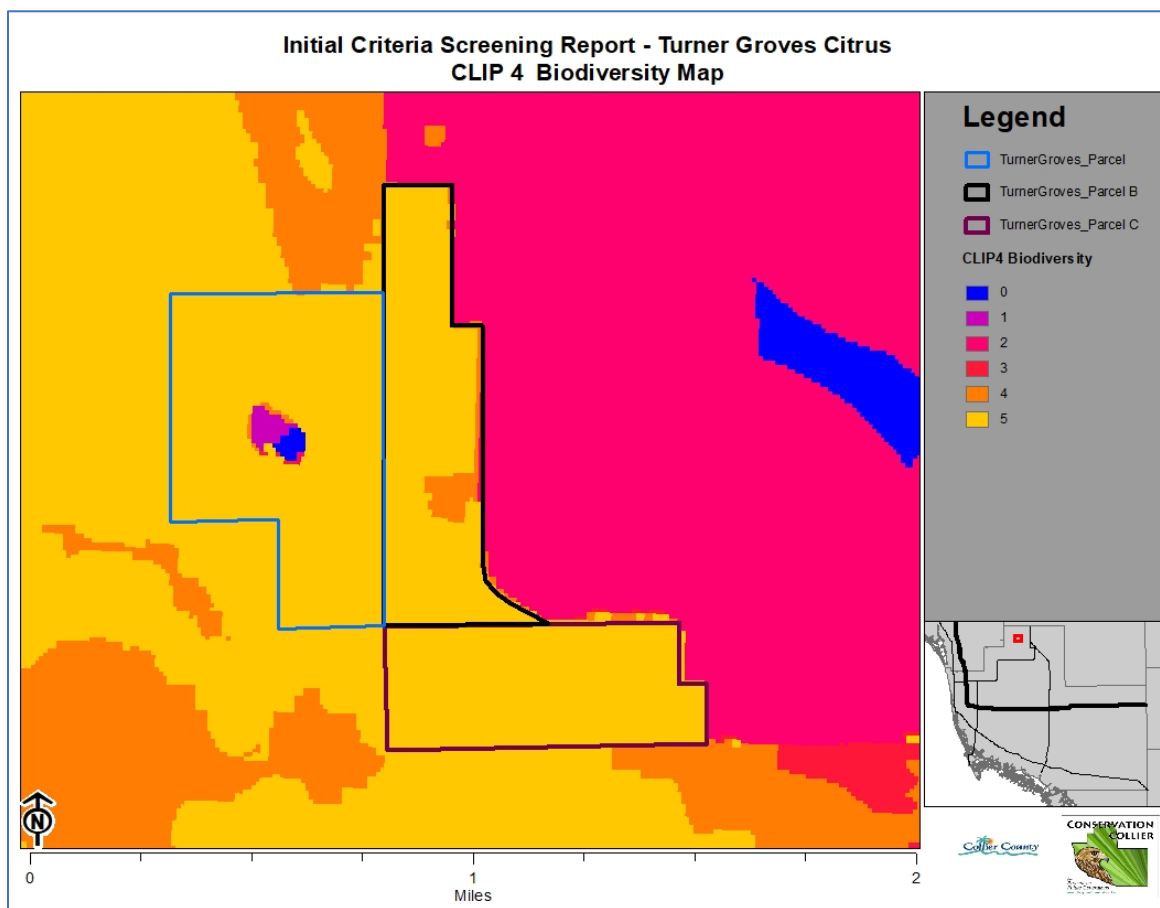 Initial Criteria Screening Report - Turner Groves Citrus
CLIP 4 Biodiversity Map
Legend
TurnerGroves_Parcel
TurnerGroves_Parcel B
TurnerGroves_Parcel C
CLIP4 Biodiversity
0
1
2
3
4
5
N
0
1
2
Miles
Collier County
CONSERVATION
COLLIER